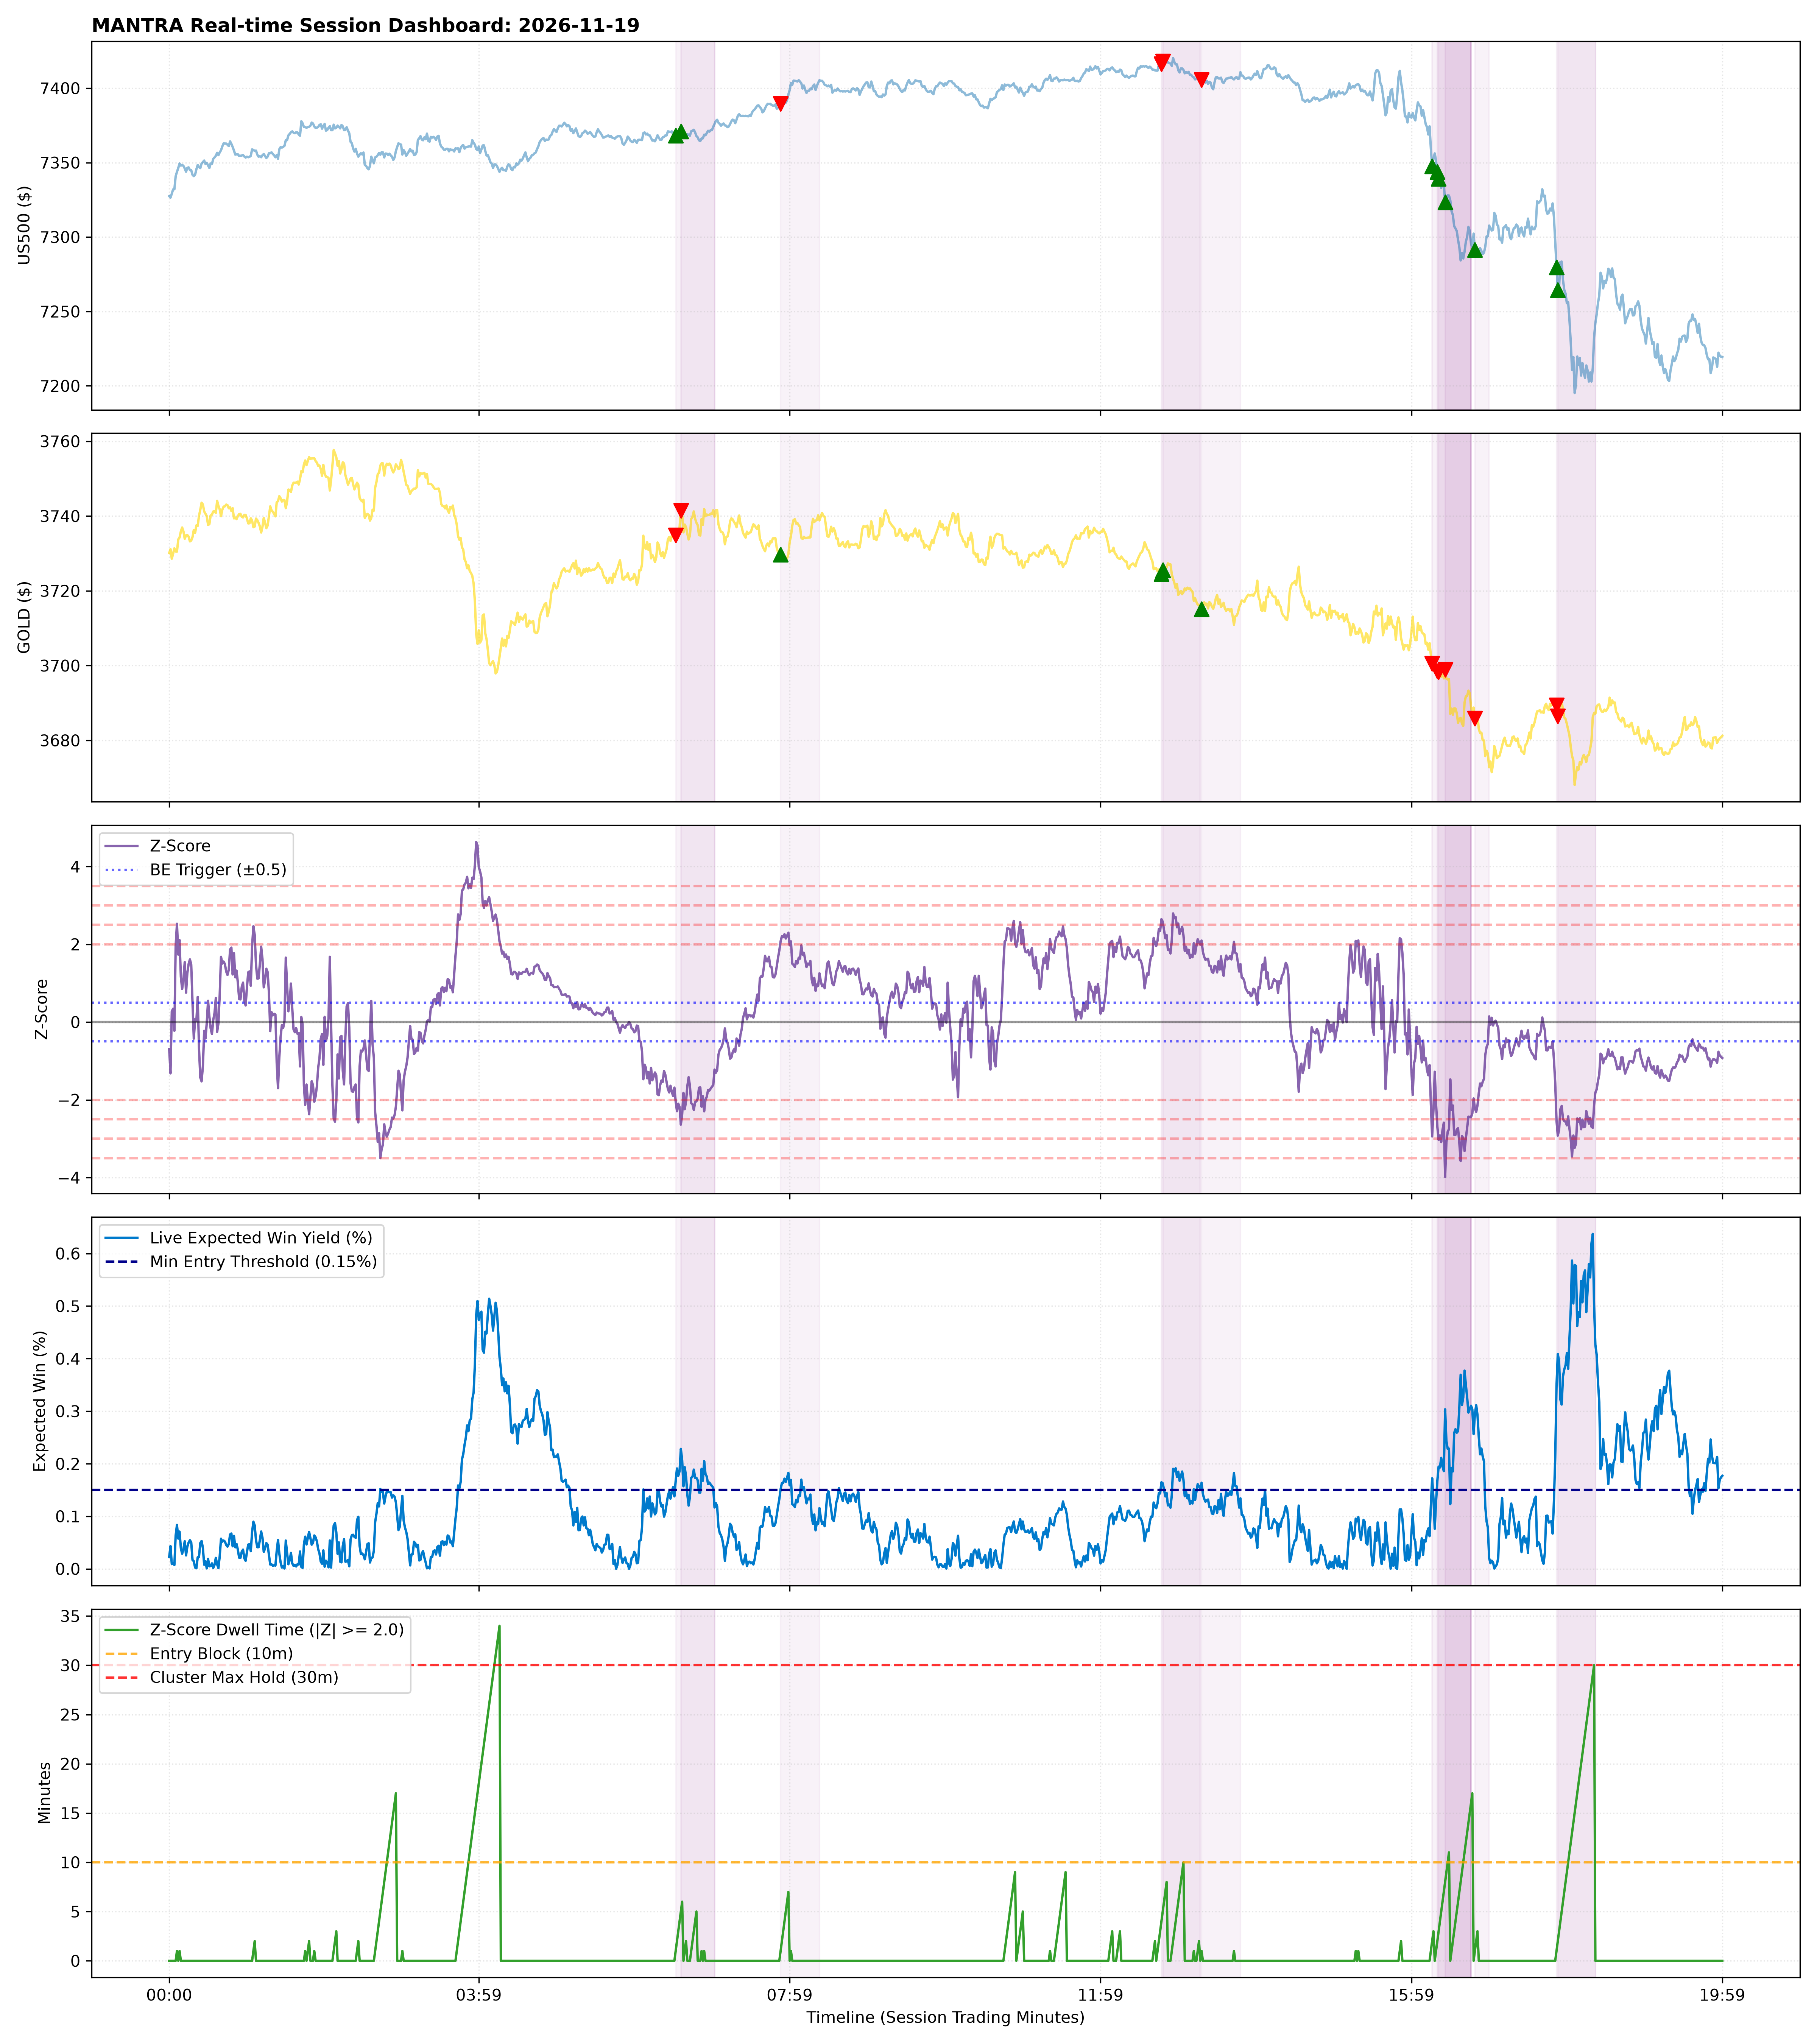 MANTRA Real-time Session Dashboard: 2026-11-19
US500 ($)
7400
7350
7300
7250
7200
GOLD ($)
3760
3740
3720
3700
3680
Z-Score
4
2
0
−2
−4
Z-Score
BE Trigger (±0.5)
Expected Win (%)
0.6
0.5
0.4
0.3
0.2
0.1
0.0
Live Expected Win Yield (%)
Min Entry Threshold (0.15%)
Minutes
35
30
25
20
15
10
5
0
Z-Score Dwell Time (|Z| >= 2.0)
Entry Block (10m)
Cluster Max Hold (30m)
00:00
03:59
07:59
11:59
15:59
19:59
Timeline (Session Trading Minutes)